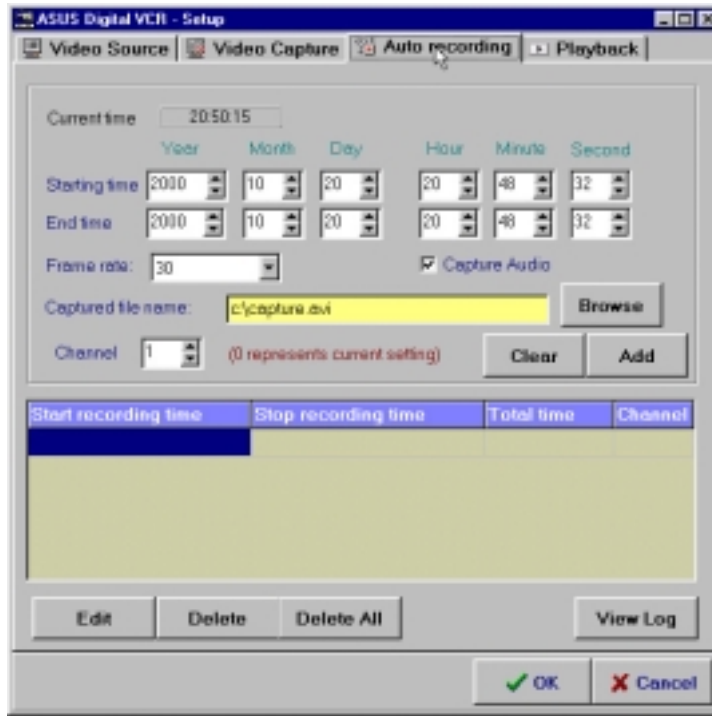 ASUS Digital VCR - Setup
Video Source Video Capture Auto recording Playback
Current time 20:50:15
Year Month Day Hour Minute Second
Starting time 2000 10 20 20 48 32
End time 2000 10 20 20 48 32
Frame rate: 30 Capture Audio
Captured file name: c:\capture.avi Browse
Channel 1 (0 represents current setting) Clear Add
Start recording time Stop recording time Total time Channel
Edit Delete Delete All View Log
OK Cancel